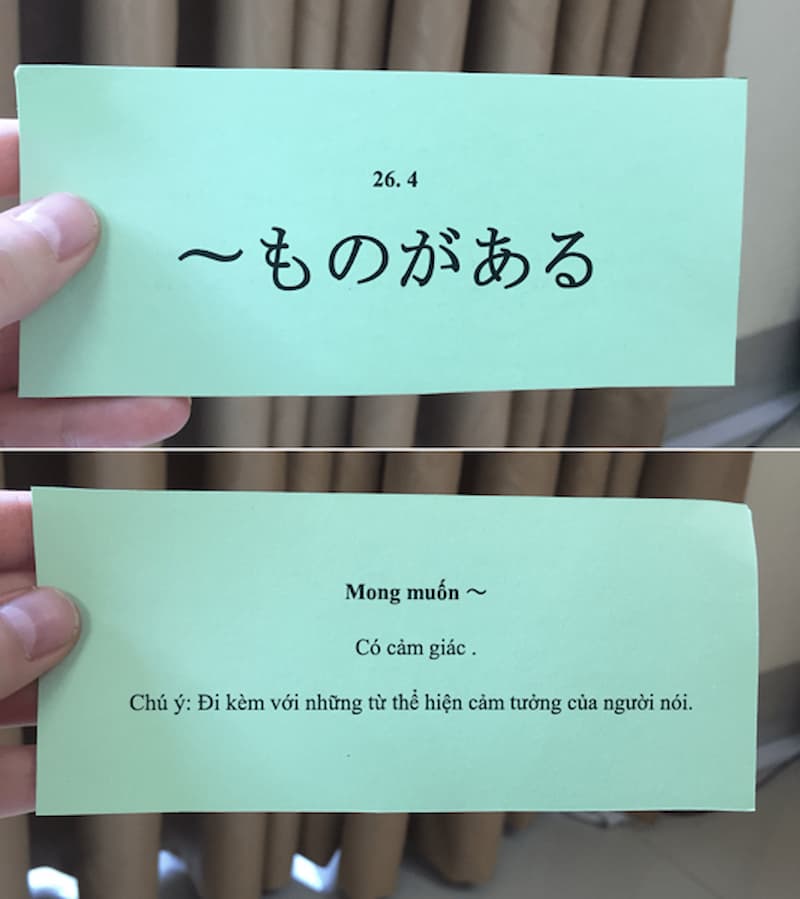 26. 4
～ものがある
Mong muốn ～
Có cảm giác .
Chú ý: Đi kèm với những từ thể hiện cảm tưởng của người nói.